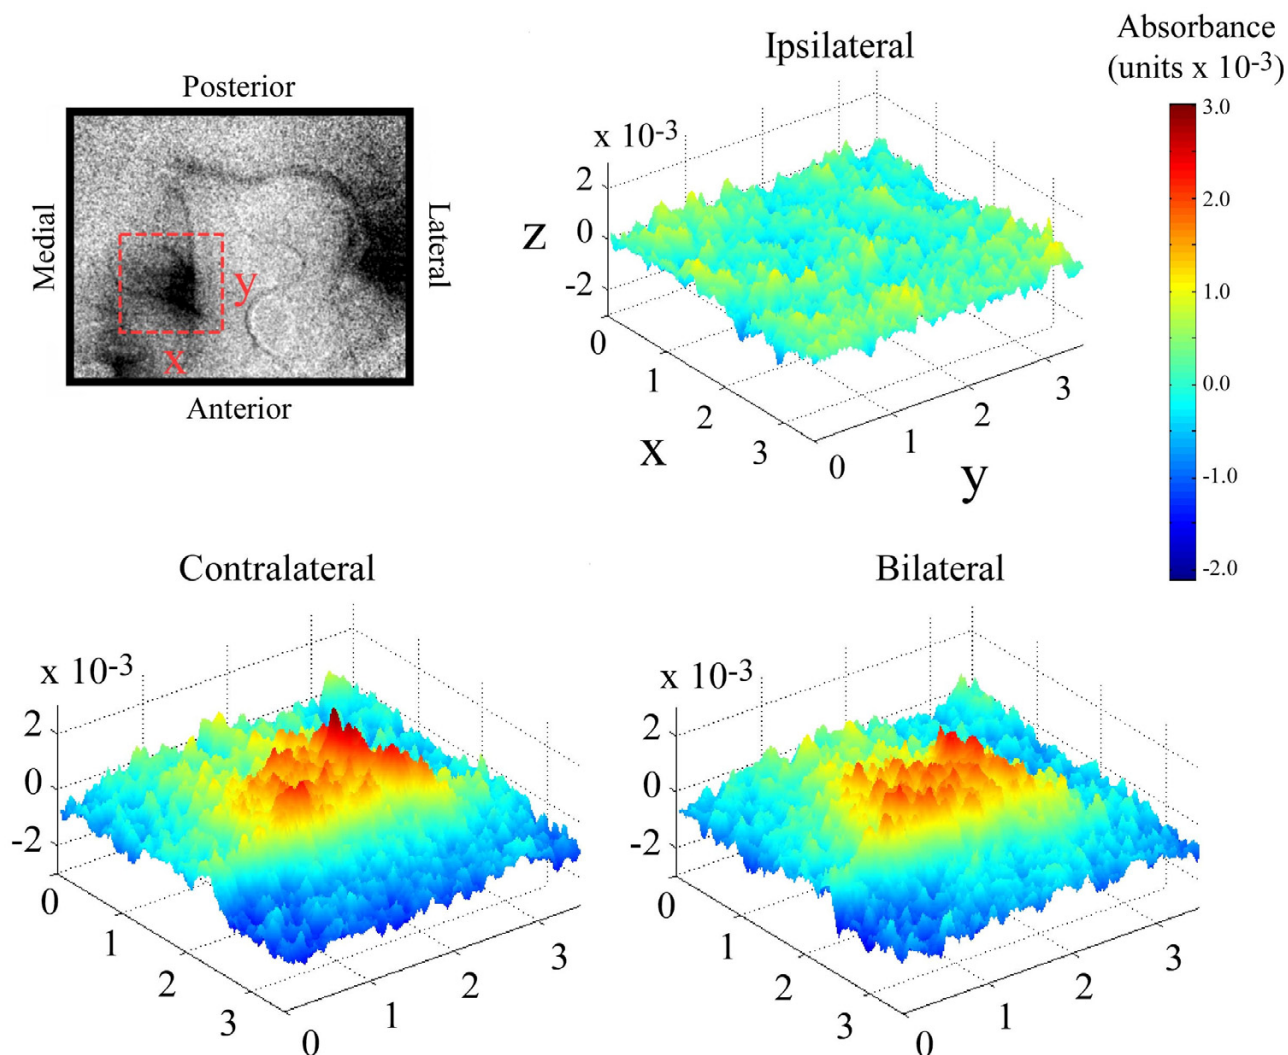 Posterior
Medial
Lateral
y
x
Anterior
Ipsilateral
x 10-3
2
0
-2
z
0
1
2
3
x
0
1
2
3
y
Absorbance
(units x 10-3)
3.0
2.0
1.0
0.0
-1.0
-2.0
Contralateral
x 10-3
2
0
-2
0
1
2
3
0
1
2
3
Bilateral
x 10-3
2
0
-2
0
1
2
3
0
1
2
3